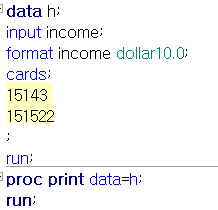 data h;
input income;
format income dollar10.0;
cards;
15143
151522
;
run;
proc print data=h;
run;